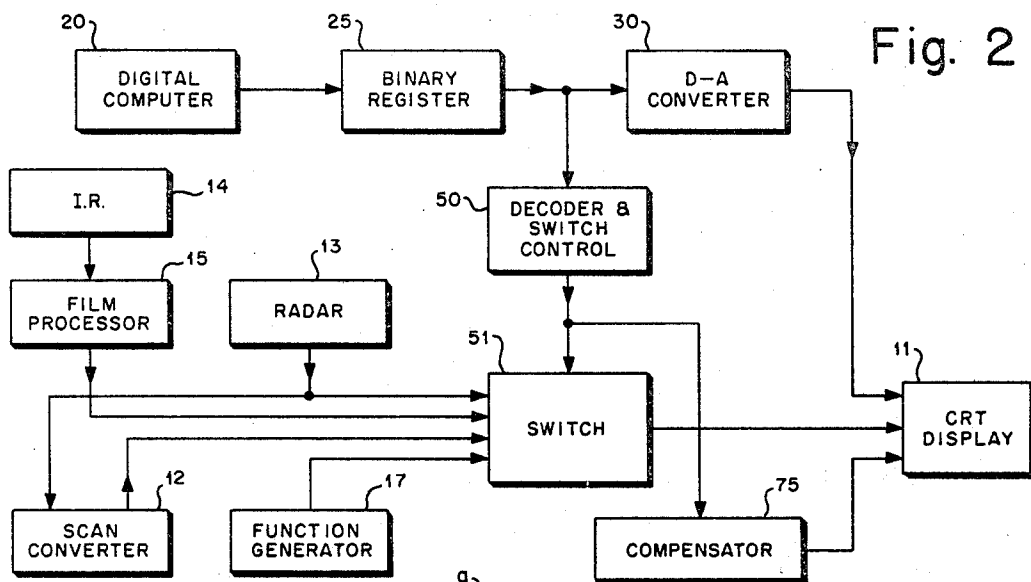 Fig. 2
20
25
30
DIGITAL
COMPUTER
BINARY
REGISTER
D-A
CONVERTER
I.R.
14
50
DECODER &
SWITCH
CONTROL
15
FILM
PROCESSOR
13
RADAR
51
SWITCH
11
CRT
DISPLAY
12
SCAN
CONVERTER
17
FUNCTION
GENERATOR
75
COMPENSATOR
a